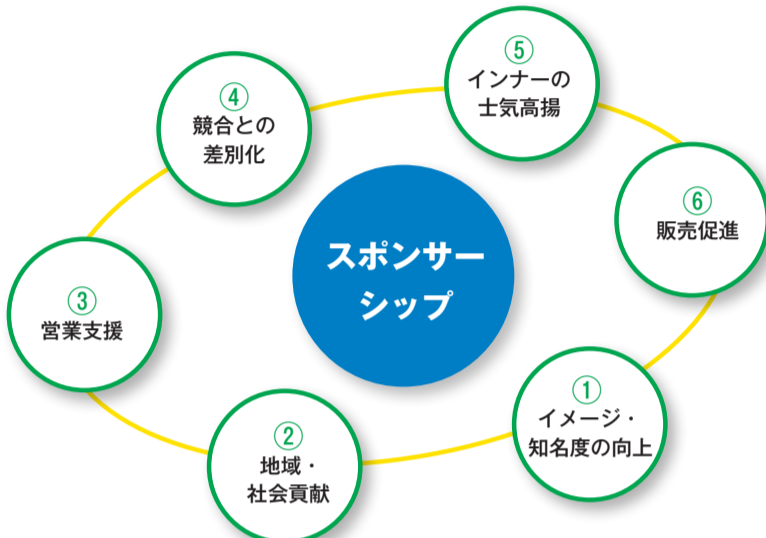 スポンサー
シップ
①
イメージ・
知名度の向上
②
地域・
社会貢献
③
営業支援
④
競合との
差別化
⑤
インナーの
士気高揚
⑥
販売促進